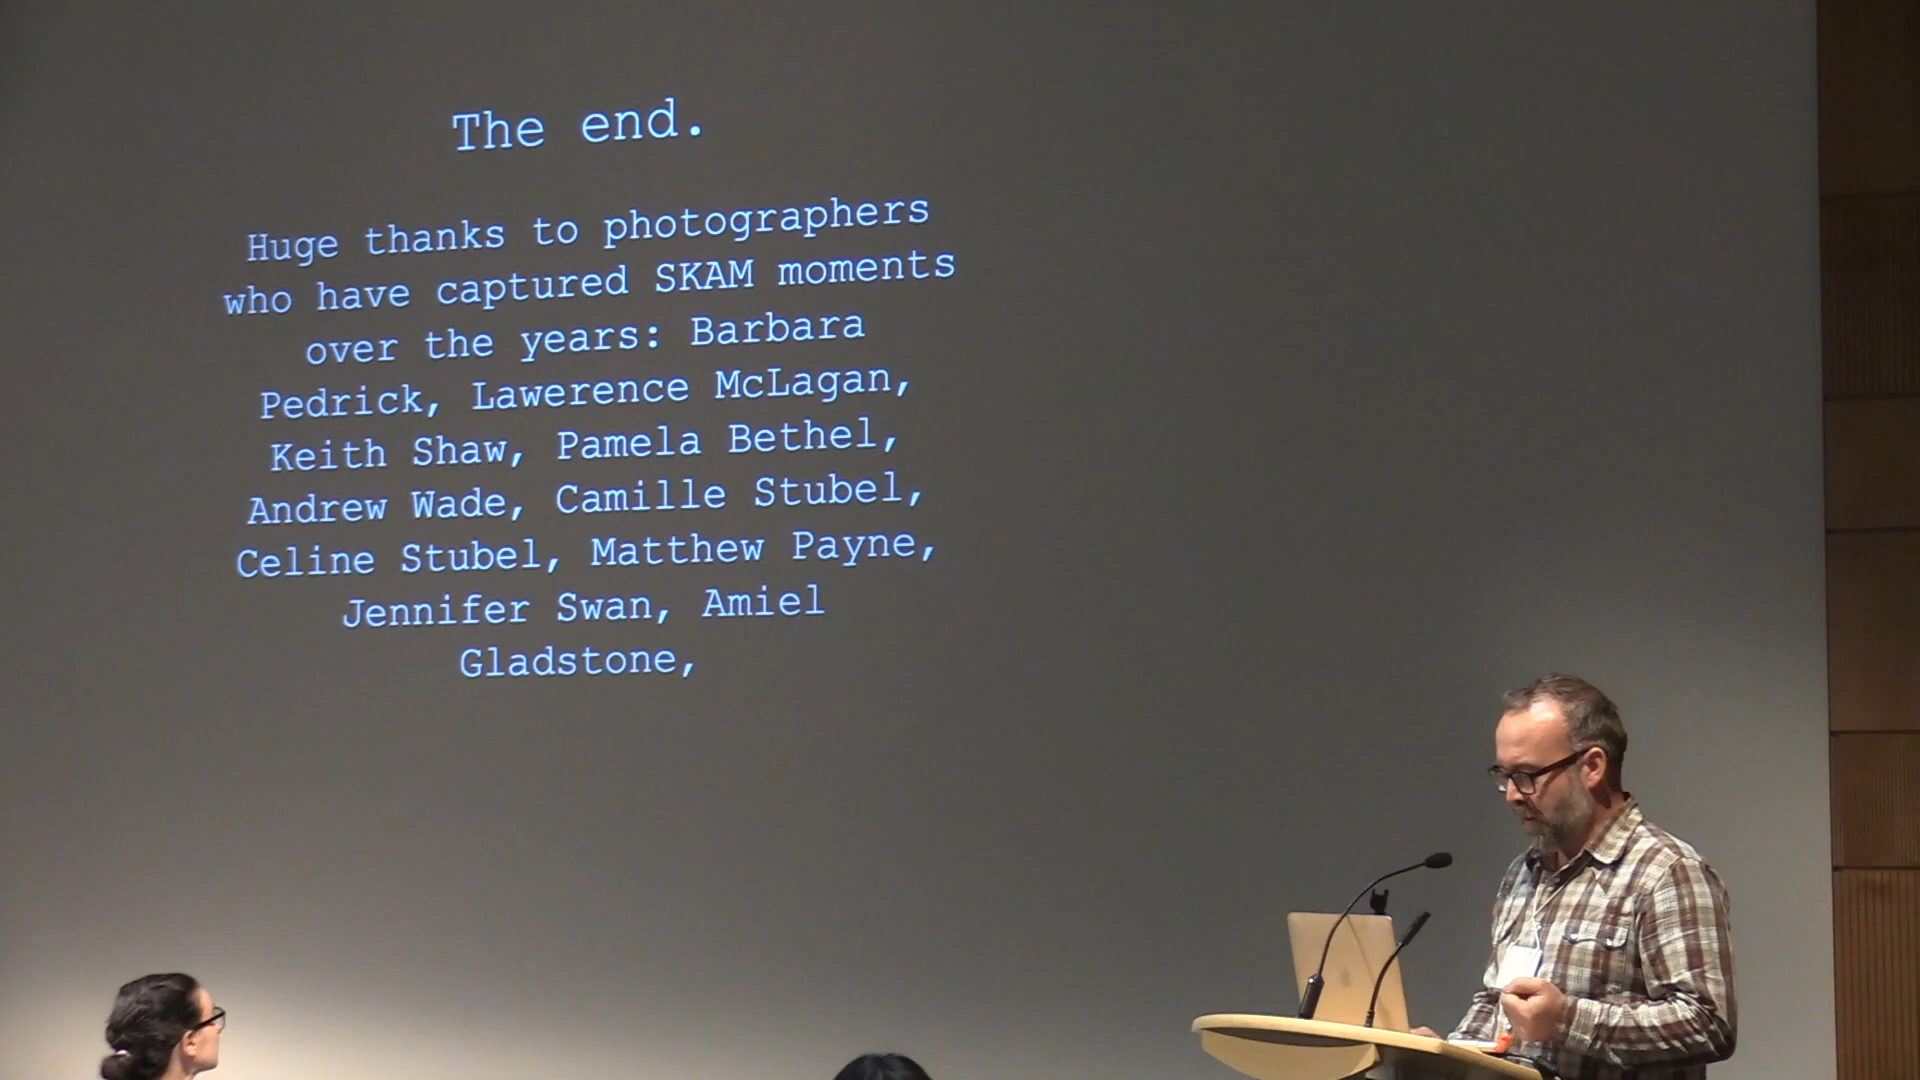 The end.
Huge thanks to photographers
who have captured SKAM moments
over the years: Barbara
Pedrick, Lawerence McLagan,
Keith Shaw, Pamela Bethel,
Andrew Wade, Camille Stubel,
Celine Stubel, Matthew Payne,
Jennifer Swan, Amiel
Gladstone,